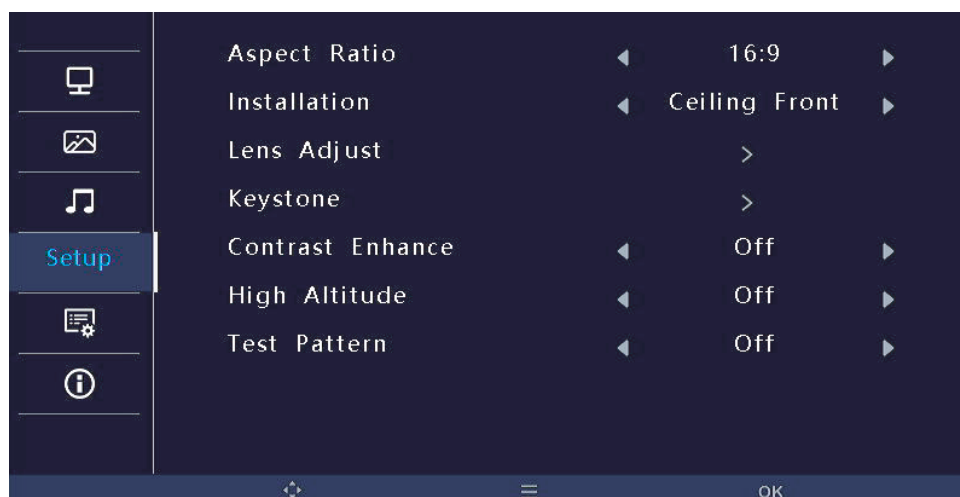 Aspect Ratio 16:9
Installation Ceiling Front
Lens Adjust >
Keystone >
Setup
Contrast Enhance Off
High Altitude Off
Test Pattern Off
OK